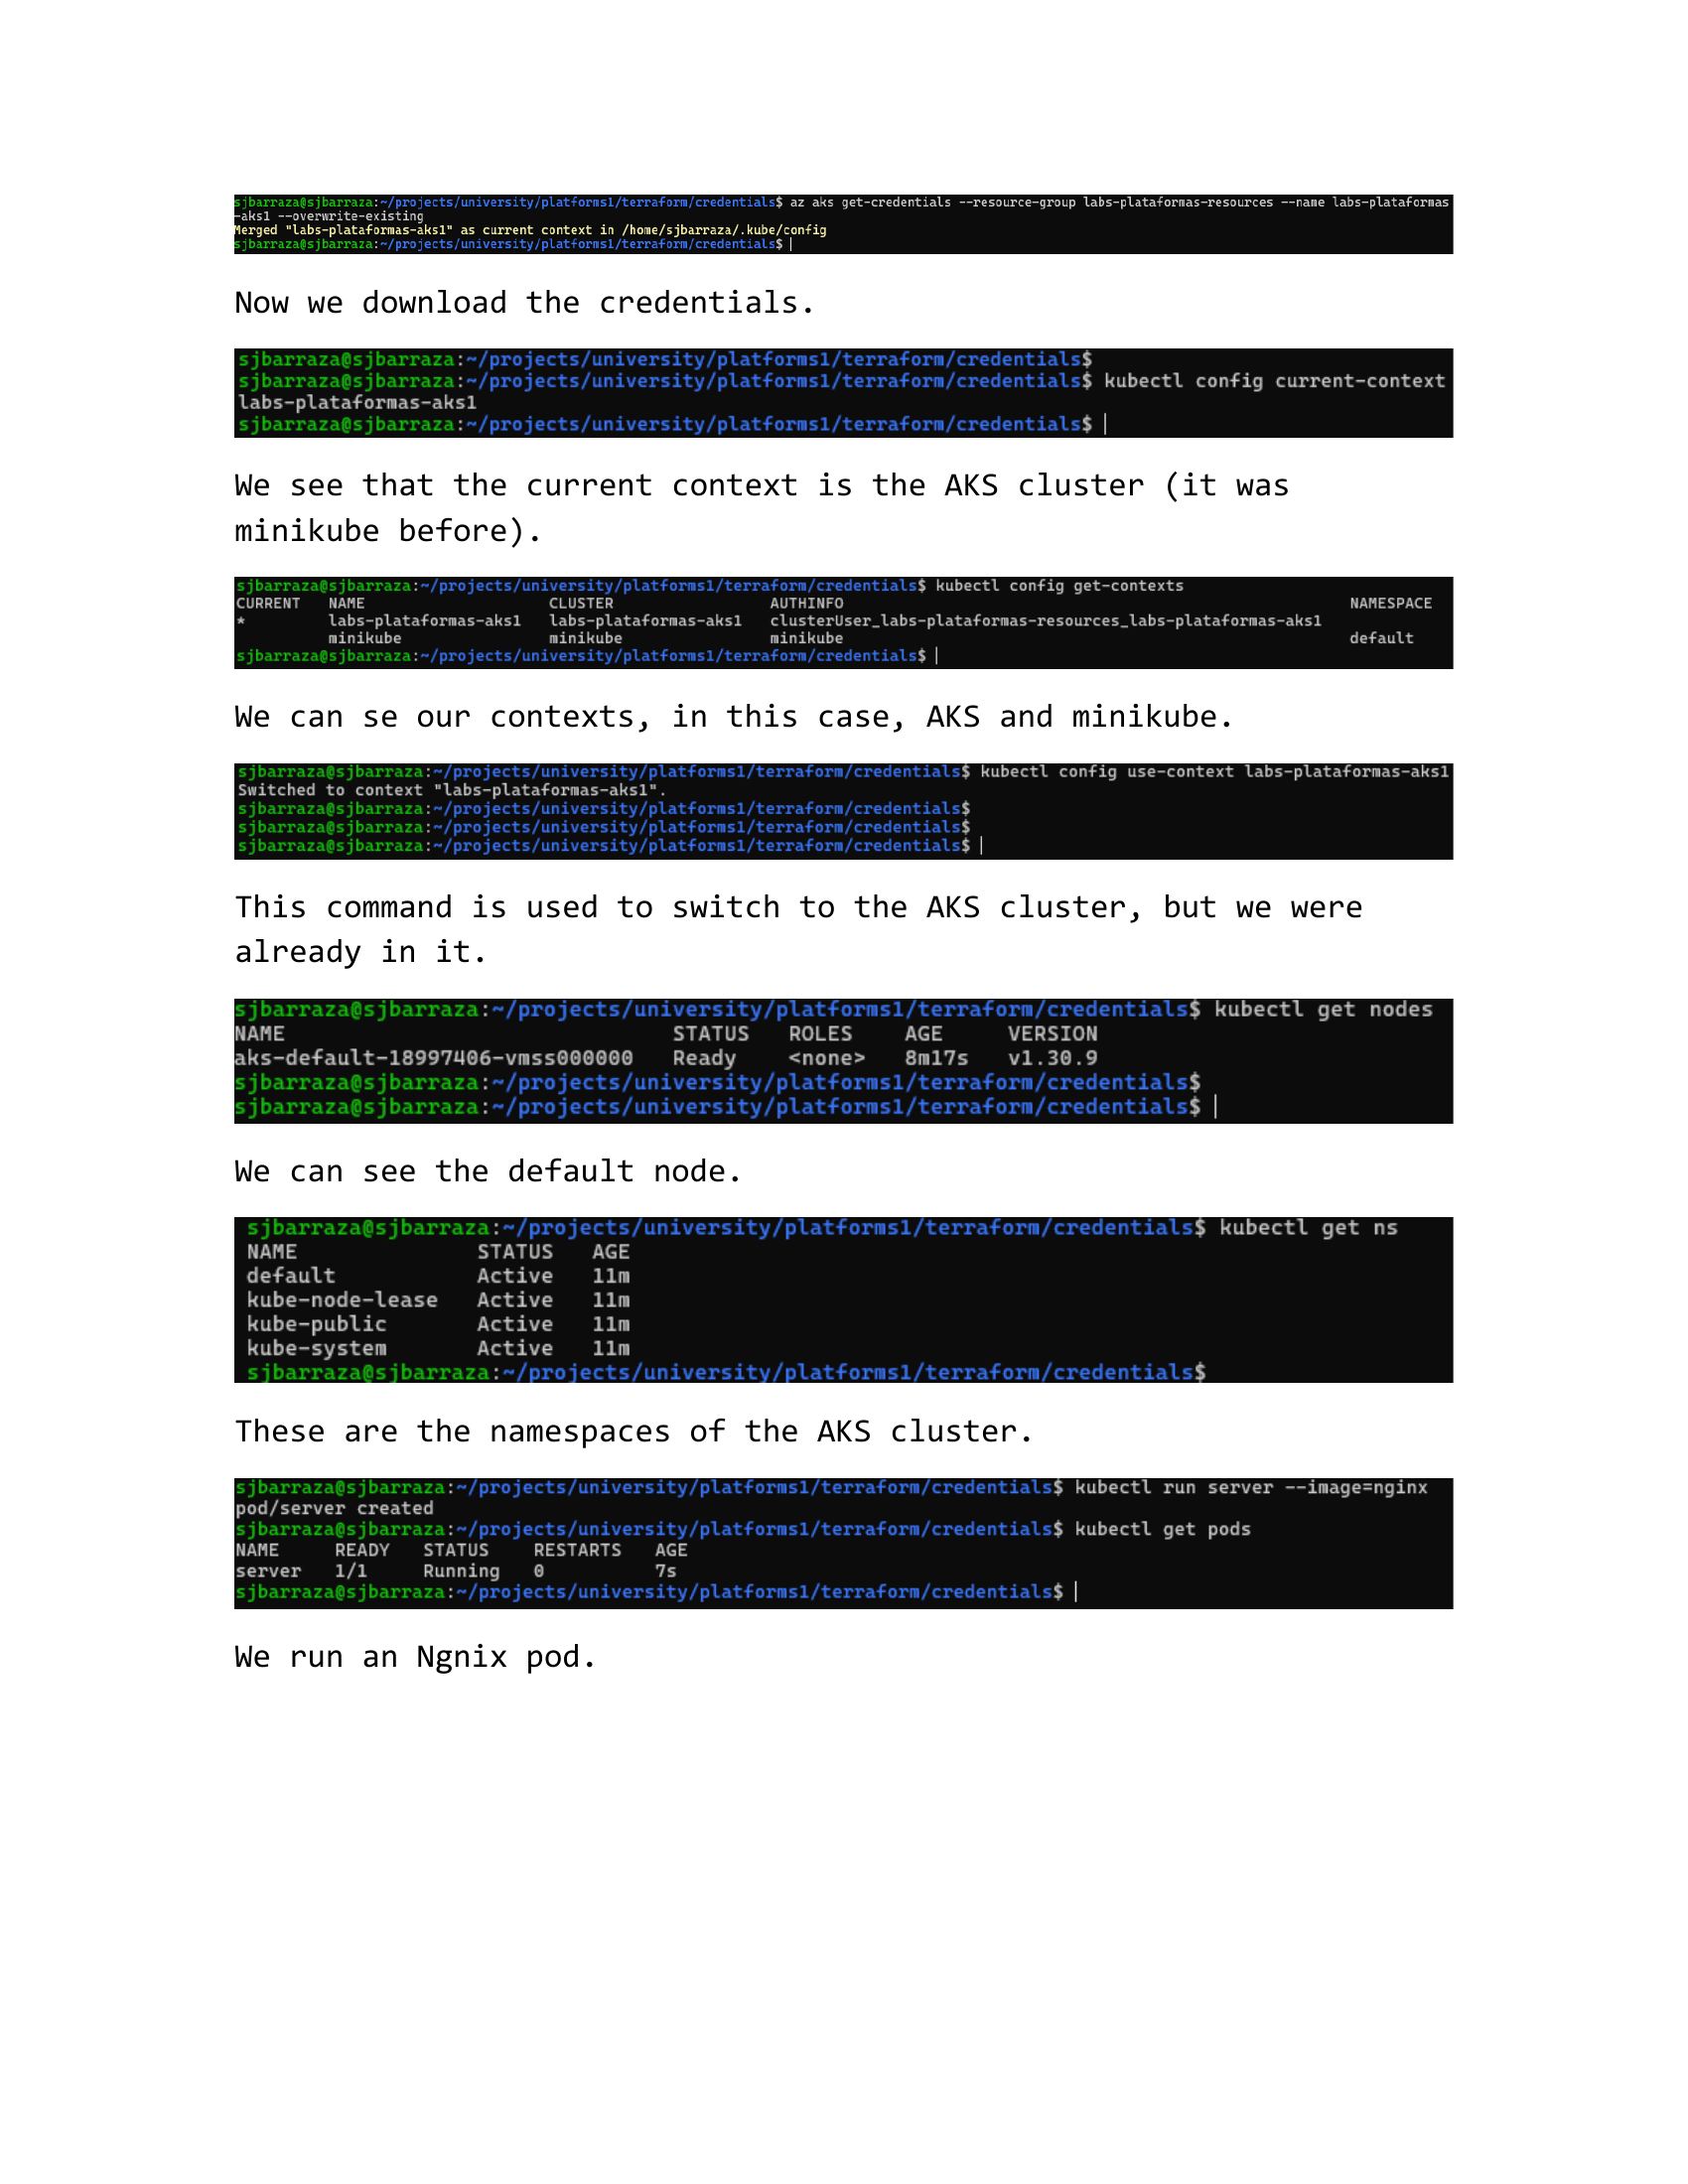 sjbarraza@sjbarraza:~/projects/university/platforms1/terraform/credentials$ az aks get-credentials --resource-group labs-plataformas-resources --name labs-plataformas
-aks1 --overwrite-existing
Merged "labs-plataformas-aks1" as current context in /home/sjbarraza/.kube/config
sjbarraza@sjbarraza:~/projects/university/platforms1/terraform/credentials$
Now we download the credentials.
sjbarraza@sjbarraza:~/projects/university/platforms1/terraform/credentials$
sjbarraza@sjbarraza:~/projects/university/platforms1/terraform/credentials$ kubectl config current-context
labs-plataformas-aks1
sjbarraza@sjbarraza:~/projects/university/platforms1/terraform/credentials$
We see that the current context is the AKS cluster (it was
minikube before).
sjbarraza@sjbarraza:~/projects/university/platforms1/terraform/credentials$ kubectl config get-contexts
CURRENT NAME CLUSTER AUTHINFO NAMESPACE
* labs-plataformas-aks1 labs-plataformas-aks1 clusterUser_labs-plataformas-resources_labs-plataformas-aks1
minikube minikube minikube default
sjbarraza@sjbarraza:~/projects/university/platforms1/terraform/credentials$
We can se our contexts, in this case, AKS and minikube.
sjbarraza@sjbarraza:~/projects/university/platforms1/terraform/credentials$ kubectl config use-context labs-plataformas-aks1
Switched to context "labs-plataformas-aks1".
sjbarraza@sjbarraza:~/projects/university/platforms1/terraform/credentials$
sjbarraza@sjbarraza:~/projects/university/platforms1/terraform/credentials$
sjbarraza@sjbarraza:~/projects/university/platforms1/terraform/credentials$
This command is used to switch to the AKS cluster, but we were
already in it.
sjbarraza@sjbarraza:~/projects/university/platforms1/terraform/credentials$ kubectl get nodes
NAME STATUS ROLES AGE VERSION
aks-default-18997406-vmss000000 Ready <none> 8m17s v1.30.9
sjbarraza@sjbarraza:~/projects/university/platforms1/terraform/credentials$
sjbarraza@sjbarraza:~/projects/university/platforms1/terraform/credentials$
We can see the default node.
sjbarraza@sjbarraza:~/projects/university/platforms1/terraform/credentials$ kubectl get ns
NAME STATUS AGE
default Active 11m
kube-node-lease Active 11m
kube-public Active 11m
kube-system Active 11m
sjbarraza@sjbarraza:~/projects/university/platforms1/terraform/credentials$
These are the namespaces of the AKS cluster.
sjbarraza@sjbarraza:~/projects/university/platforms1/terraform/credentials$ kubectl run server --image=nginx
pod/server created
sjbarraza@sjbarraza:~/projects/university/platforms1/terraform/credentials$ kubectl get pods
NAME READY STATUS RESTARTS AGE
server 1/1 Running 0 7s
sjbarraza@sjbarraza:~/projects/university/platforms1/terraform/credentials$
We run an Ngnix pod.